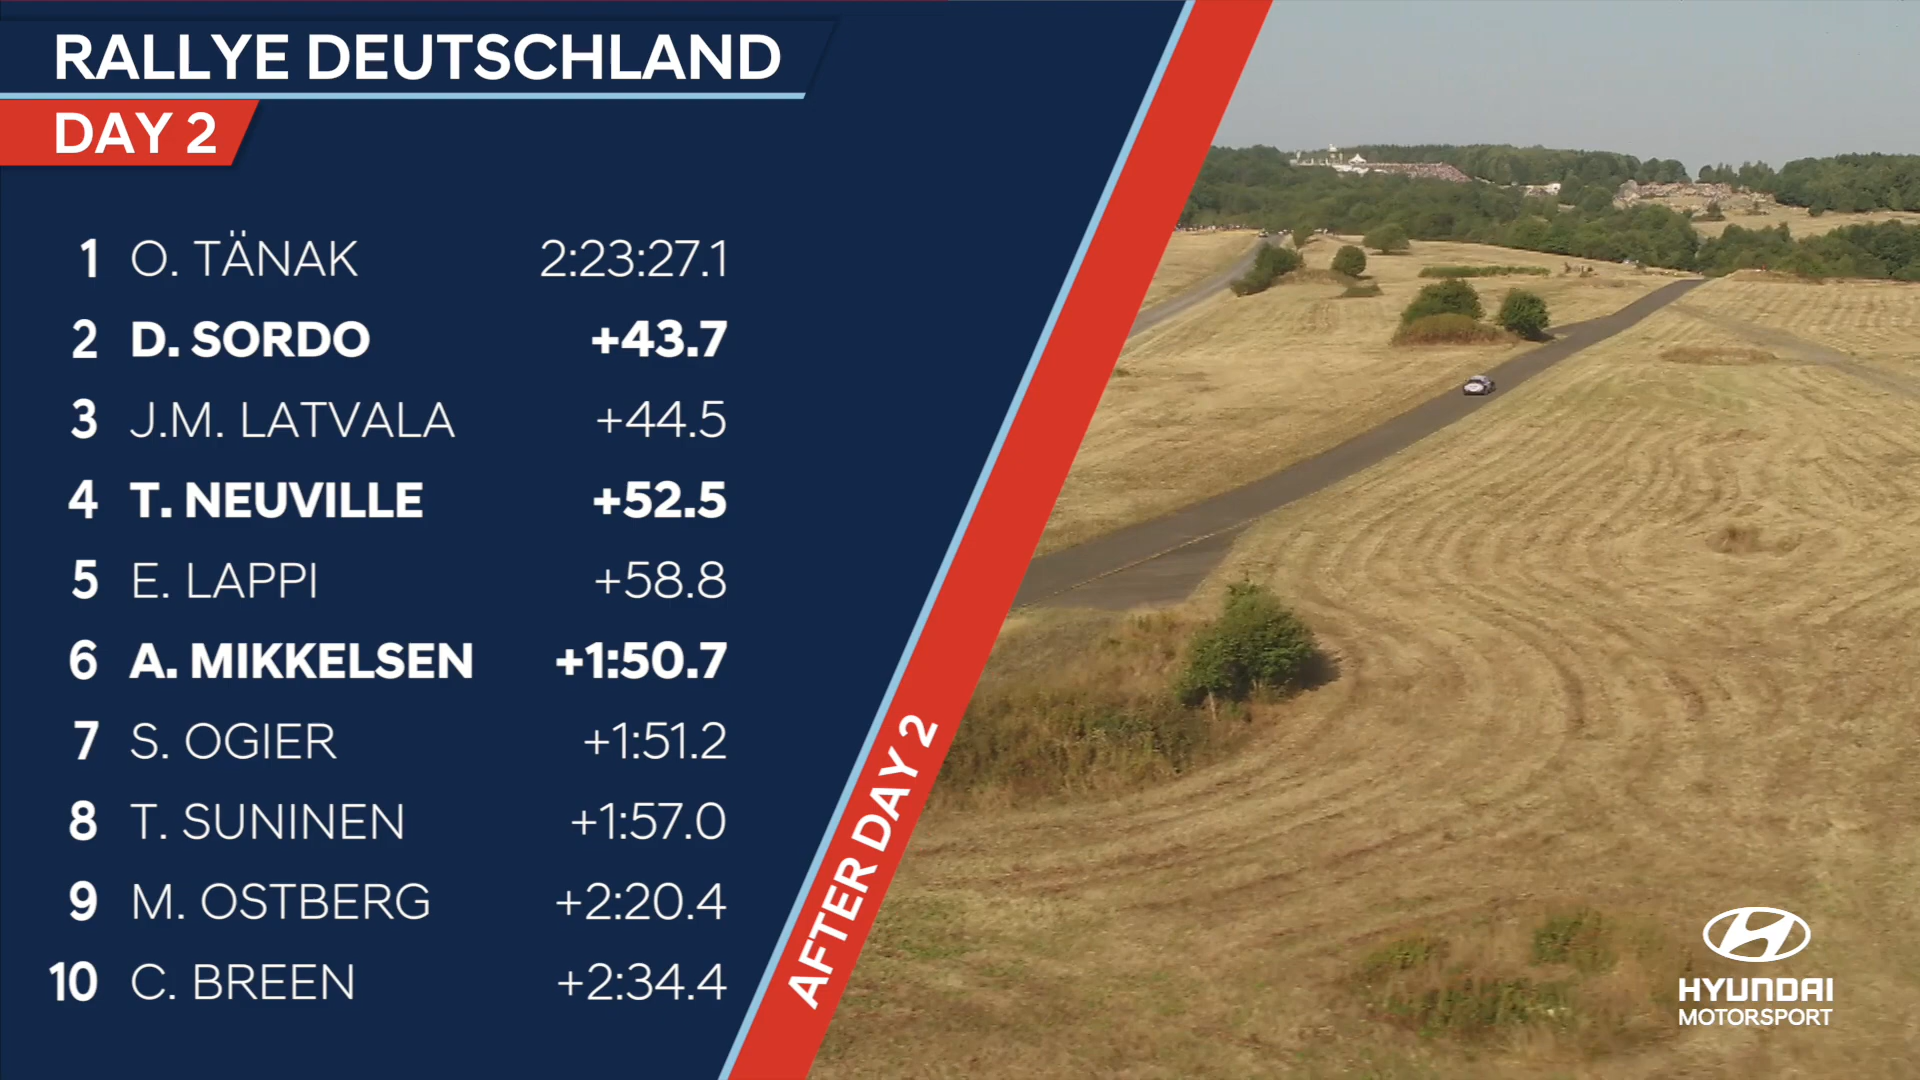 RALLYE DEUTSCHLAND
DAY 2
1 O. TÄNAK 2:23:27.1
2 D. SORDO +43.7
3 J.M. LATVALA +44.5
4 T. NEUVILLE +52.5
5 E. LAPPI +58.8
6 A. MIKKELSEN +1:50.7
7 S. OGIER +1:51.2
8 T. SUNINEN +1:57.0
9 M. OSTBERG +2:20.4
10 C. BREEN +2:34.4
AFTER DAY 2
HYUNDAI
MOTORSPORT